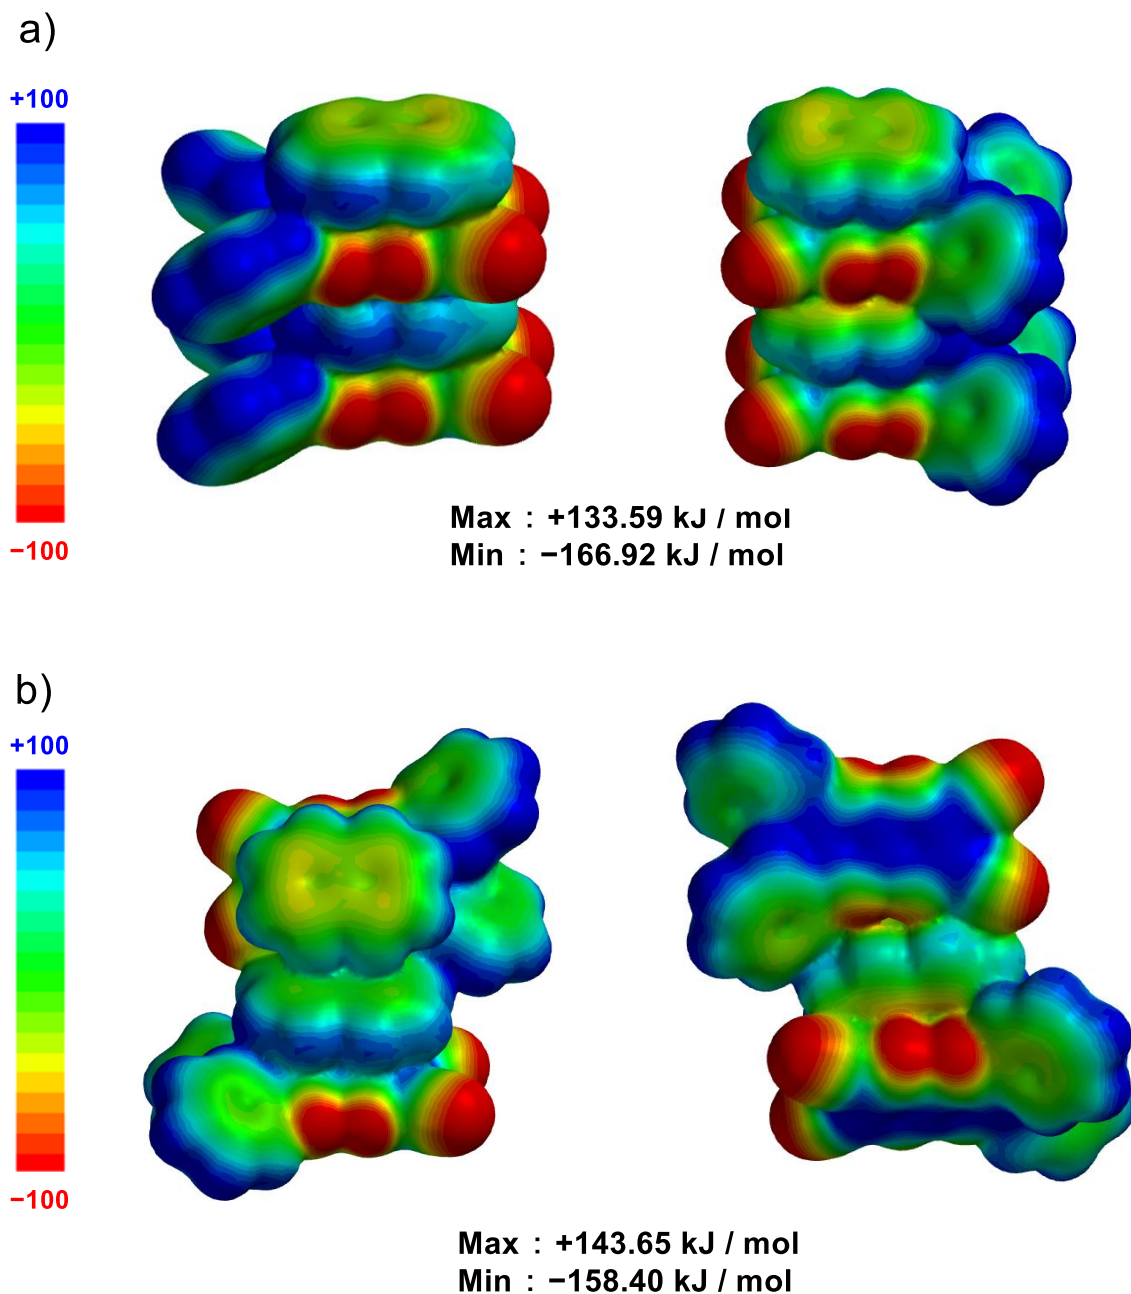 a)
+100
−100
Max : +133.59 kJ / mol
Min : −166.92 kJ / mol
b)
+100
−100
Max : +143.65 kJ / mol
Min : −158.40 kJ / mol